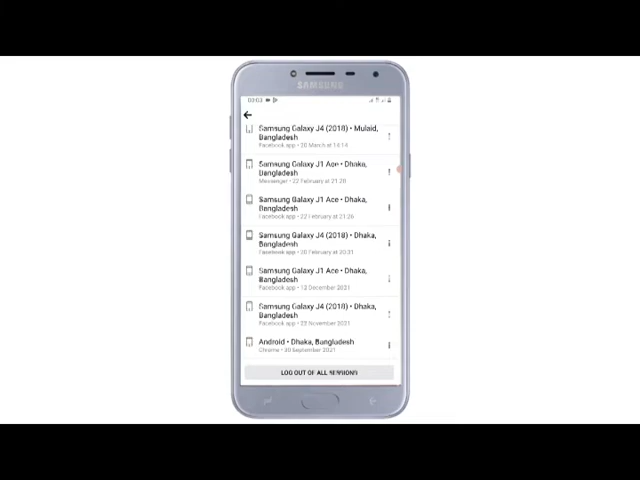 SAMSUNG
03:03
Samsung Galaxy J4 (2018) • Mulaid,
Bangladesh
Facebook app • 20 March at 14:14
Samsung Galaxy J1 Ace • Dhaka,
Bangladesh
Messenger • 22 February at 21:28
Samsung Galaxy J1 Ace • Dhaka,
Bangladesh
Facebook app • 22 February at 21:26
Samsung Galaxy J4 (2018) • Dhaka,
Bangladesh
Facebook app • 20 February at 20:31
Samsung Galaxy J1 Ace • Dhaka,
Bangladesh
Facebook app • 12 December 2021
Samsung Galaxy J4 (2018) • Dhaka,
Bangladesh
Facebook app • 22 November 2021
Android • Dhaka, Bangladesh
Chrome • 30 September 2021
LOG OUT OF ALL SESSIONS